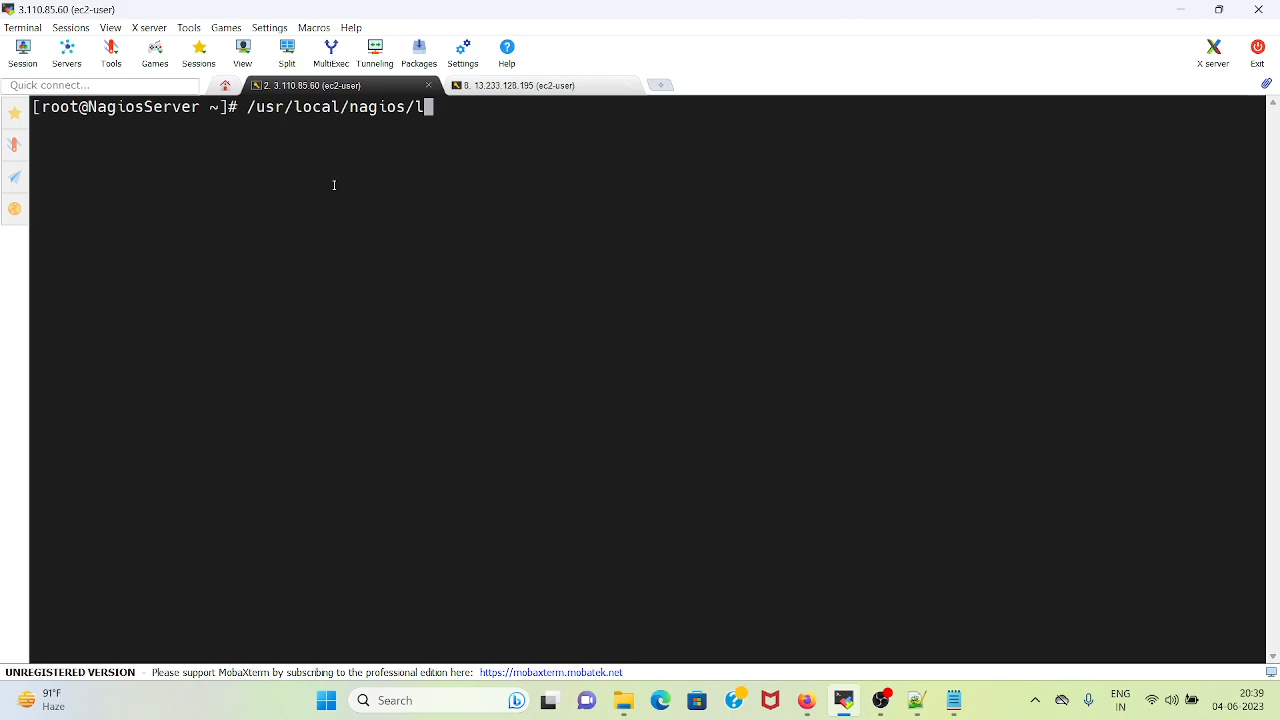 3.110.85.60 (ec2-user)
Terminal Sessions View X server Tools Games Settings Macros Help
Session Servers Tools Games Sessions View Split MultiExec Tunneling Packages Settings Help X server Exit
Quick connect... 2. 3.110.85.60 (ec2-user) 8. 13.233.128.195 (ec2-user)
[root@NagiosServer ~]# /usr/local/nagios/l
UNREGISTERED VERSION - Please support MobaXterm by subscribing to the professional edition here: https://mobaxterm.mobatek.net
91°F
Haze
Search
ENG
IN
20:39
04-06-2023